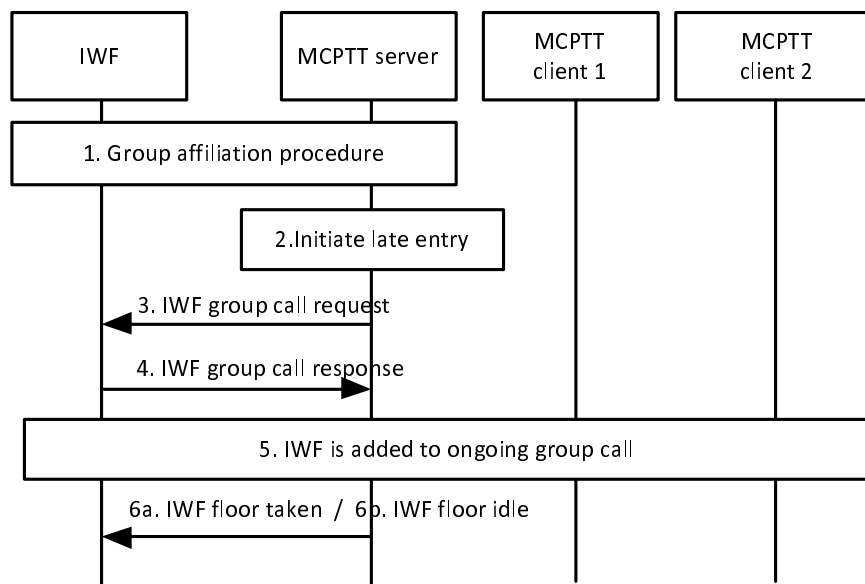 IWF
MCPTT server
MCPTT
client 1
MCPTT
client 2
1. Group affiliation procedure
2.Initiate late entry
3. IWF group call request
4. IWF group call response
5. IWF is added to ongoing group call
6a. IWF floor taken / 6b. IWF floor idle